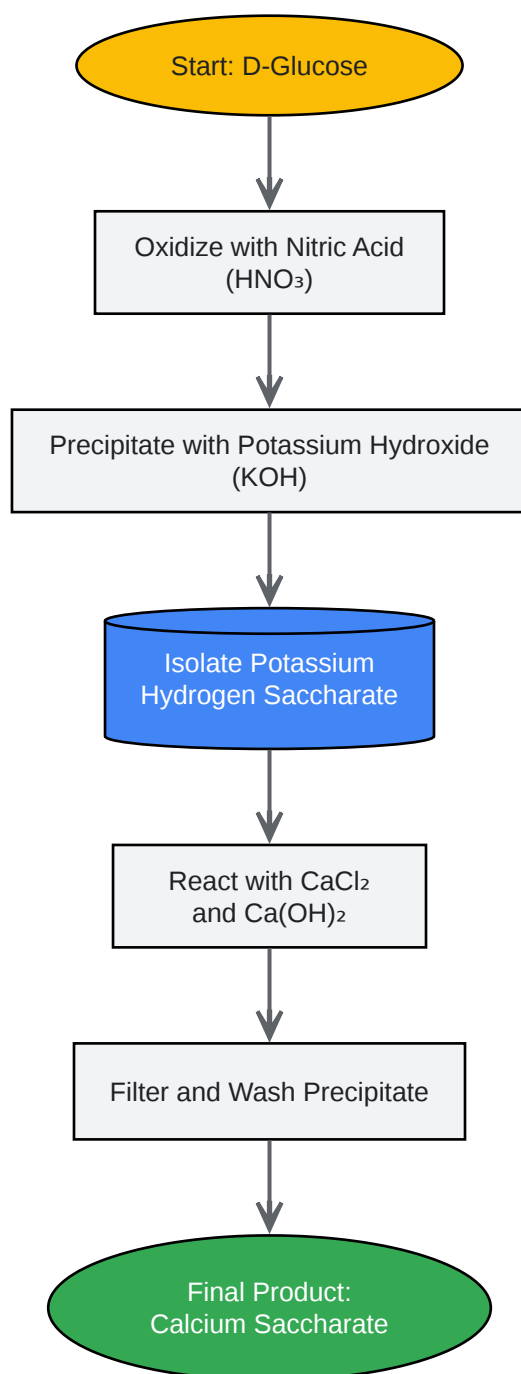 Start: D-Glucose
Oxidize with Nitric Acid
(HNO₃)
Precipitate with Potassium Hydroxide
(KOH)
Isolate Potassium
Hydrogen Saccharate
React with CaCl₂
and Ca(OH)₂
Filter and Wash Precipitate
Final Product:
Calcium Saccharate